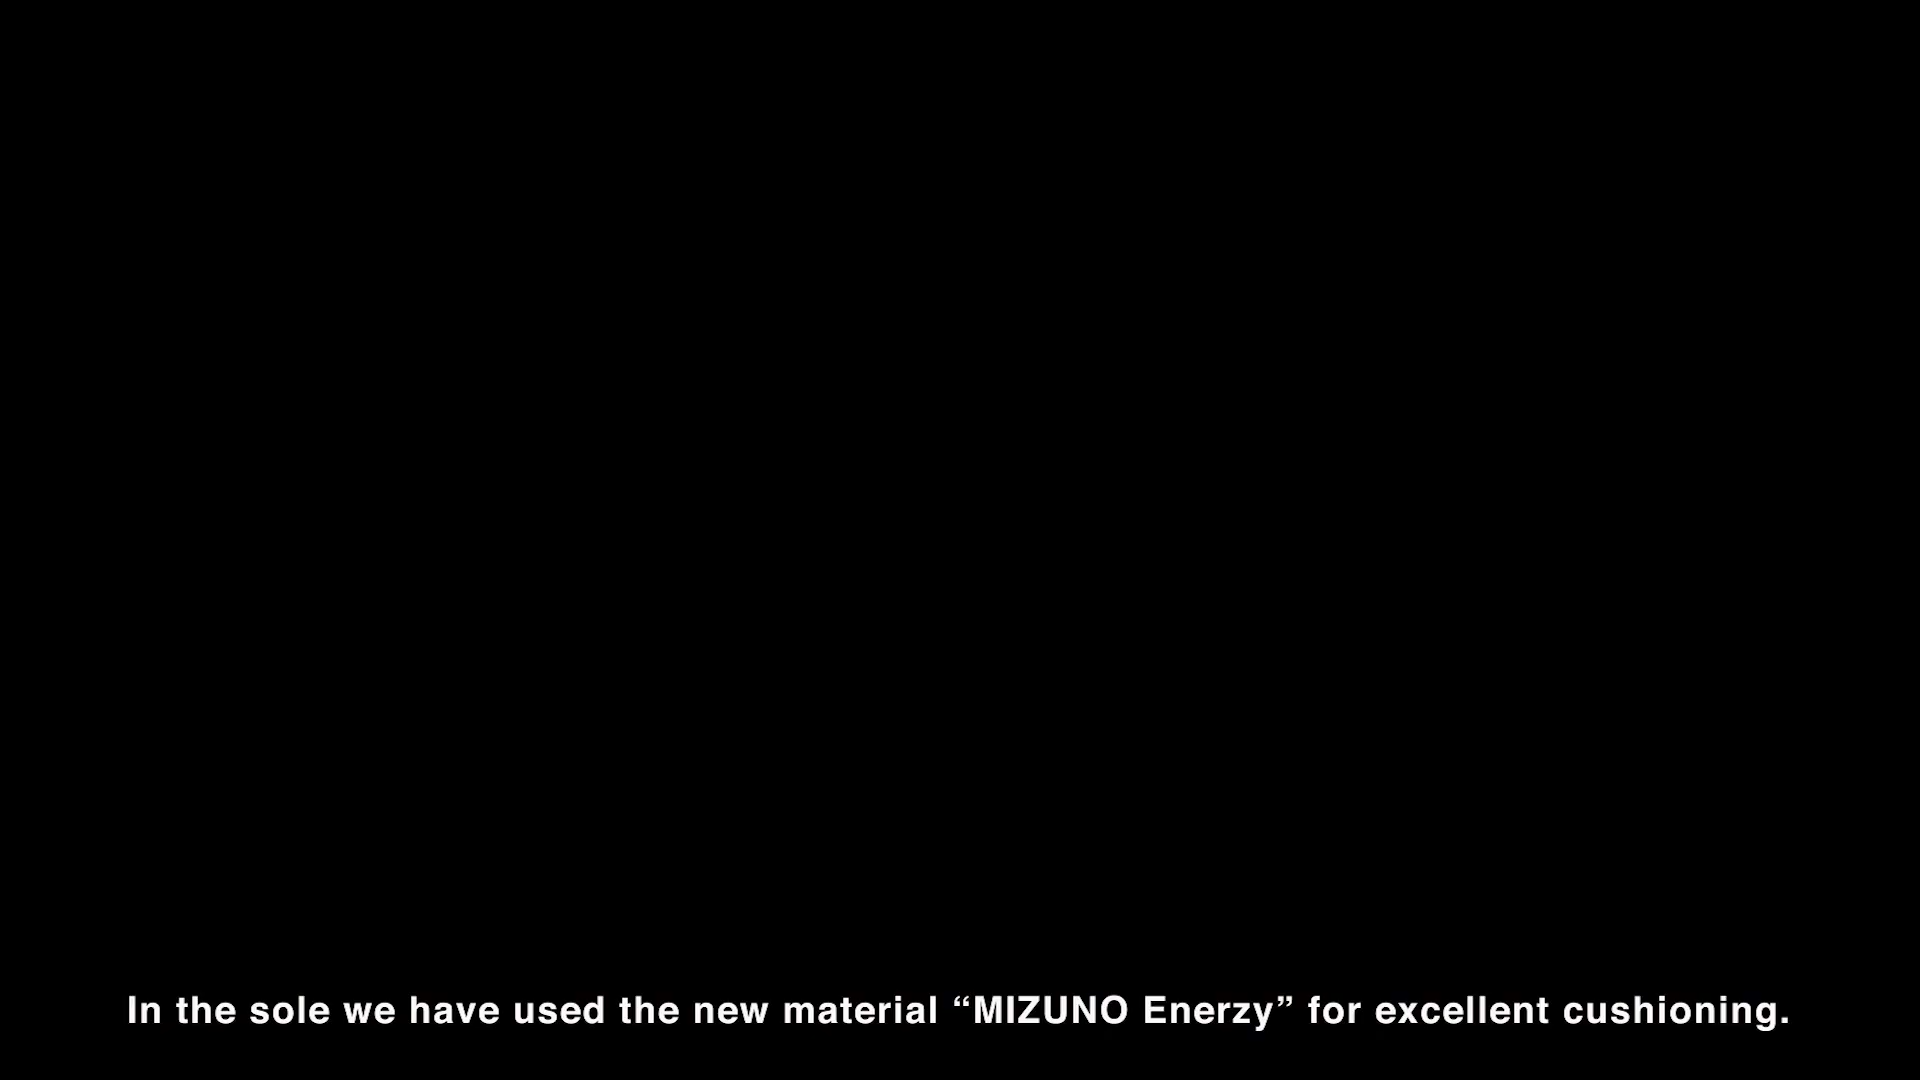 In the sole we have used the new material “MIZUNO Enerzy” for excellent cushioning.